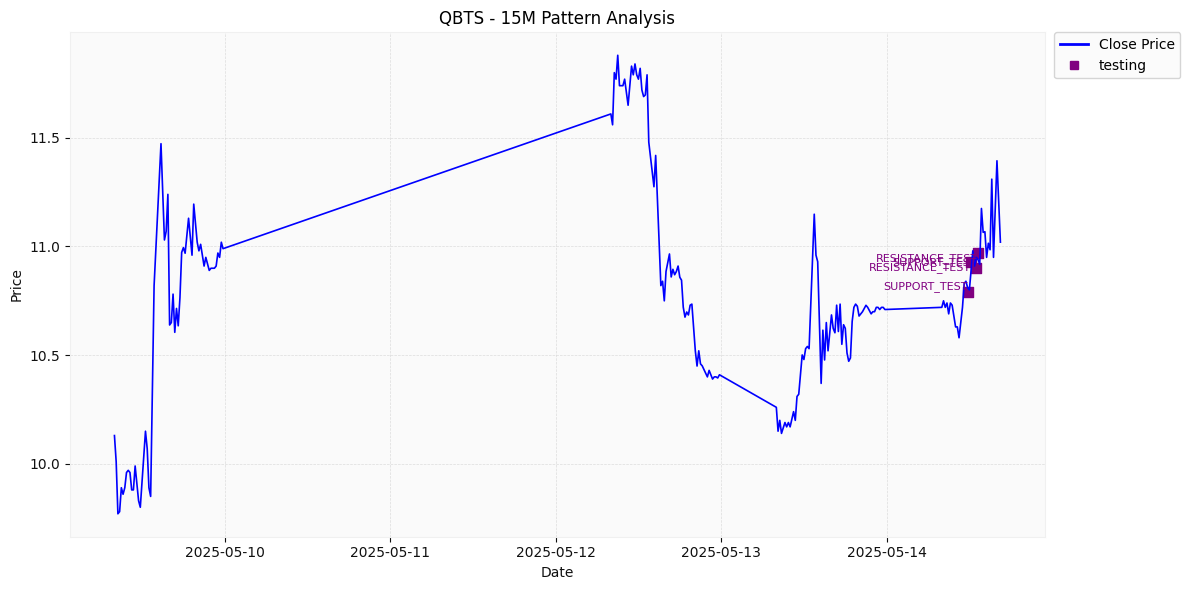 QBTS - 15M Pattern Analysis
Close Price
testing
Price
11.5
11.0
10.5
10.0
RESISTANCE_TEST
SUPPORT_TEST
RESISTANCE_TEST
SUPPORT_TEST
2025-05-10
2025-05-11
2025-05-12
2025-05-13
2025-05-14
Date